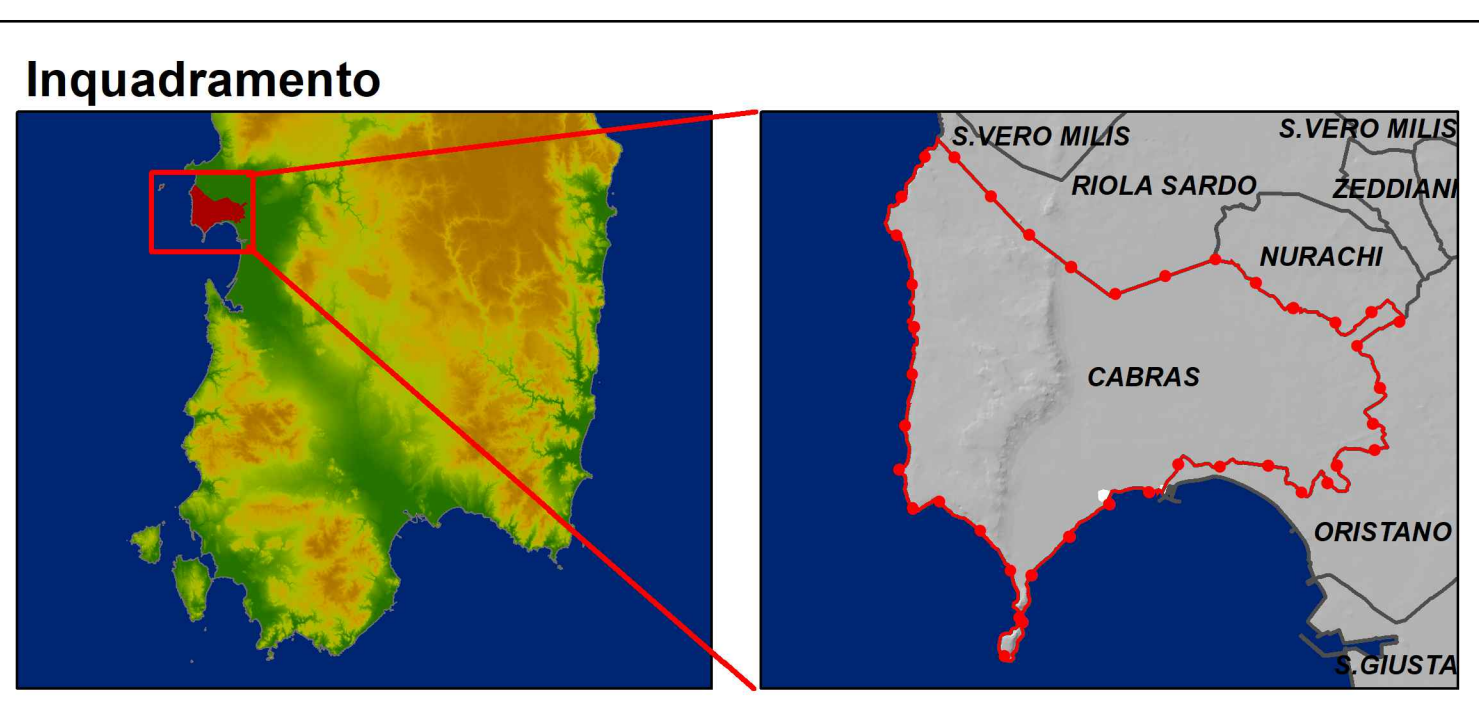 Inquadramento
S.VERO MILIS
S.VERO MILIS
RIOLA SARDO
ZEDDIANI
NURACHI
CABRAS
ORISTANO
S.GIUSTA